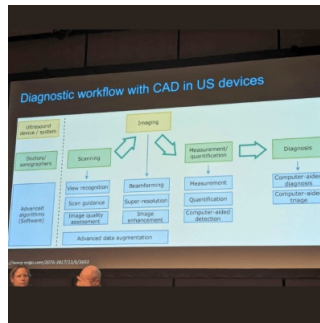 Diagnostic workflow with CAD in US devices
Ultrasound
device / system
Imaging
Doctors/
sonographers
Scanning
Measurement/
quantification
Diagnosis
Advanced
algorithms
(Software)
View recognition
Scan guidance
Image quality
assessment
Beamforming
Super-resolution
Image
enhancement
Measurement
Quantification
Computer-aided
detection
Computer-aided
diagnosis
Computer-aided
triage
Advanced data augmentation